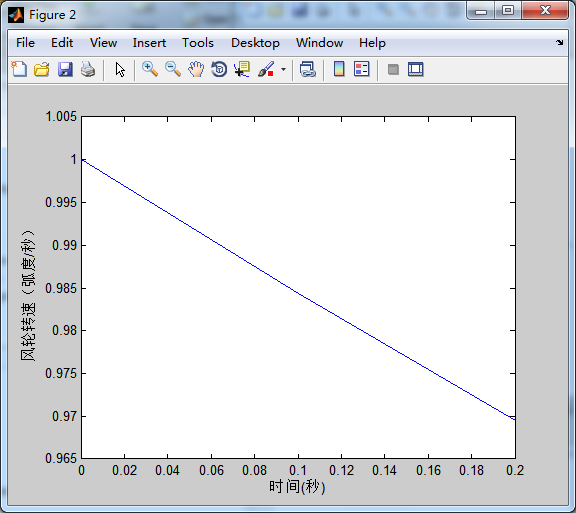 Figure 2
File Edit View Insert Tools Desktop Window Help
1.005
1
0.995
0.99
0.985
0.98
0.975
0.97
0.965
风轮转速（弧度/秒）
0 0.02 0.04 0.06 0.08 0.1 0.12 0.14 0.16 0.18 0.2
时间(秒)